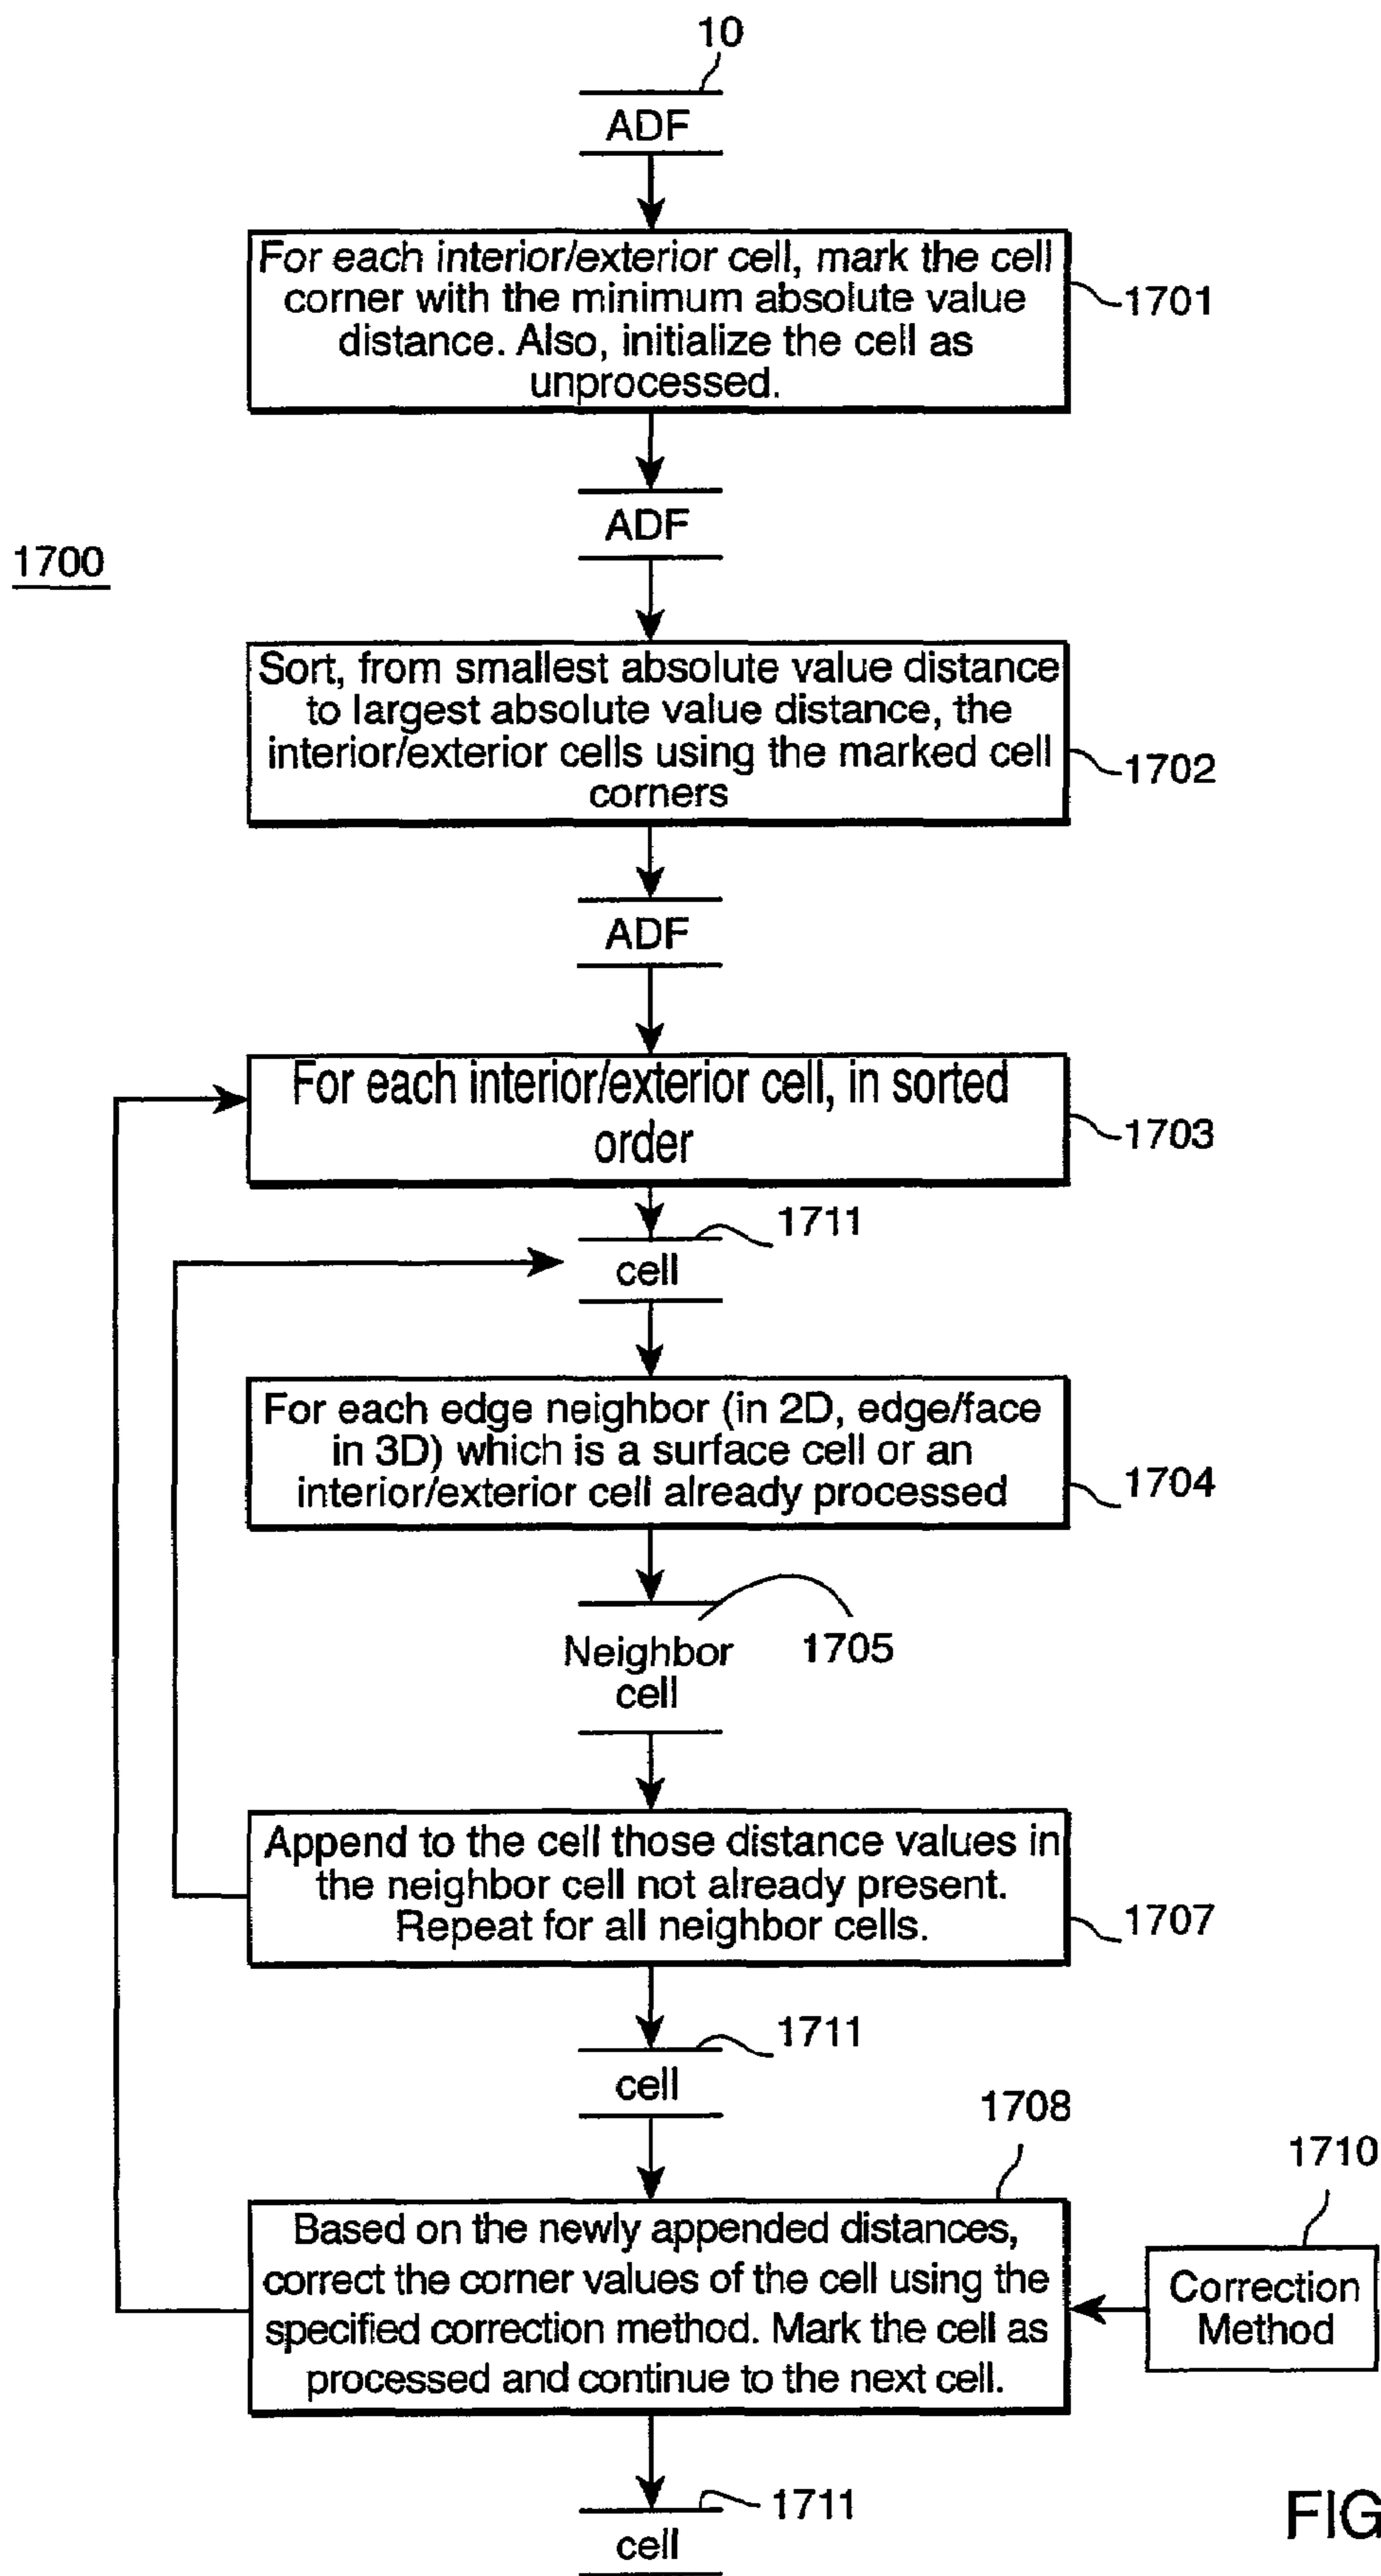 10
ADF
For each interior/exterior cell, mark the cell
corner with the minimum absolute value
distance. Also, initialize the cell as
unprocessed.
1701
ADF
1700
Sort, from smallest absolute value distance
to largest absolute value distance, the
interior/exterior cells using the marked cell
corners
1702
ADF
For each interior/exterior cell, in sorted
order
1703
1711
cell
For each edge neighbor (in 2D, edge/face
in 3D) which is a surface cell or an
interior/exterior cell already processed
1704
Neighbor
cell
1705
Append to the cell those distance values in
the neighbor cell not already present.
Repeat for all neighbor cells.
1707
1711
cell
1708
1710
Based on the newly appended distances,
correct the corner values of the cell using the
specified correction method. Mark the cell as
processed and continue to the next cell.
Correction
Method
1711
cell
FIG